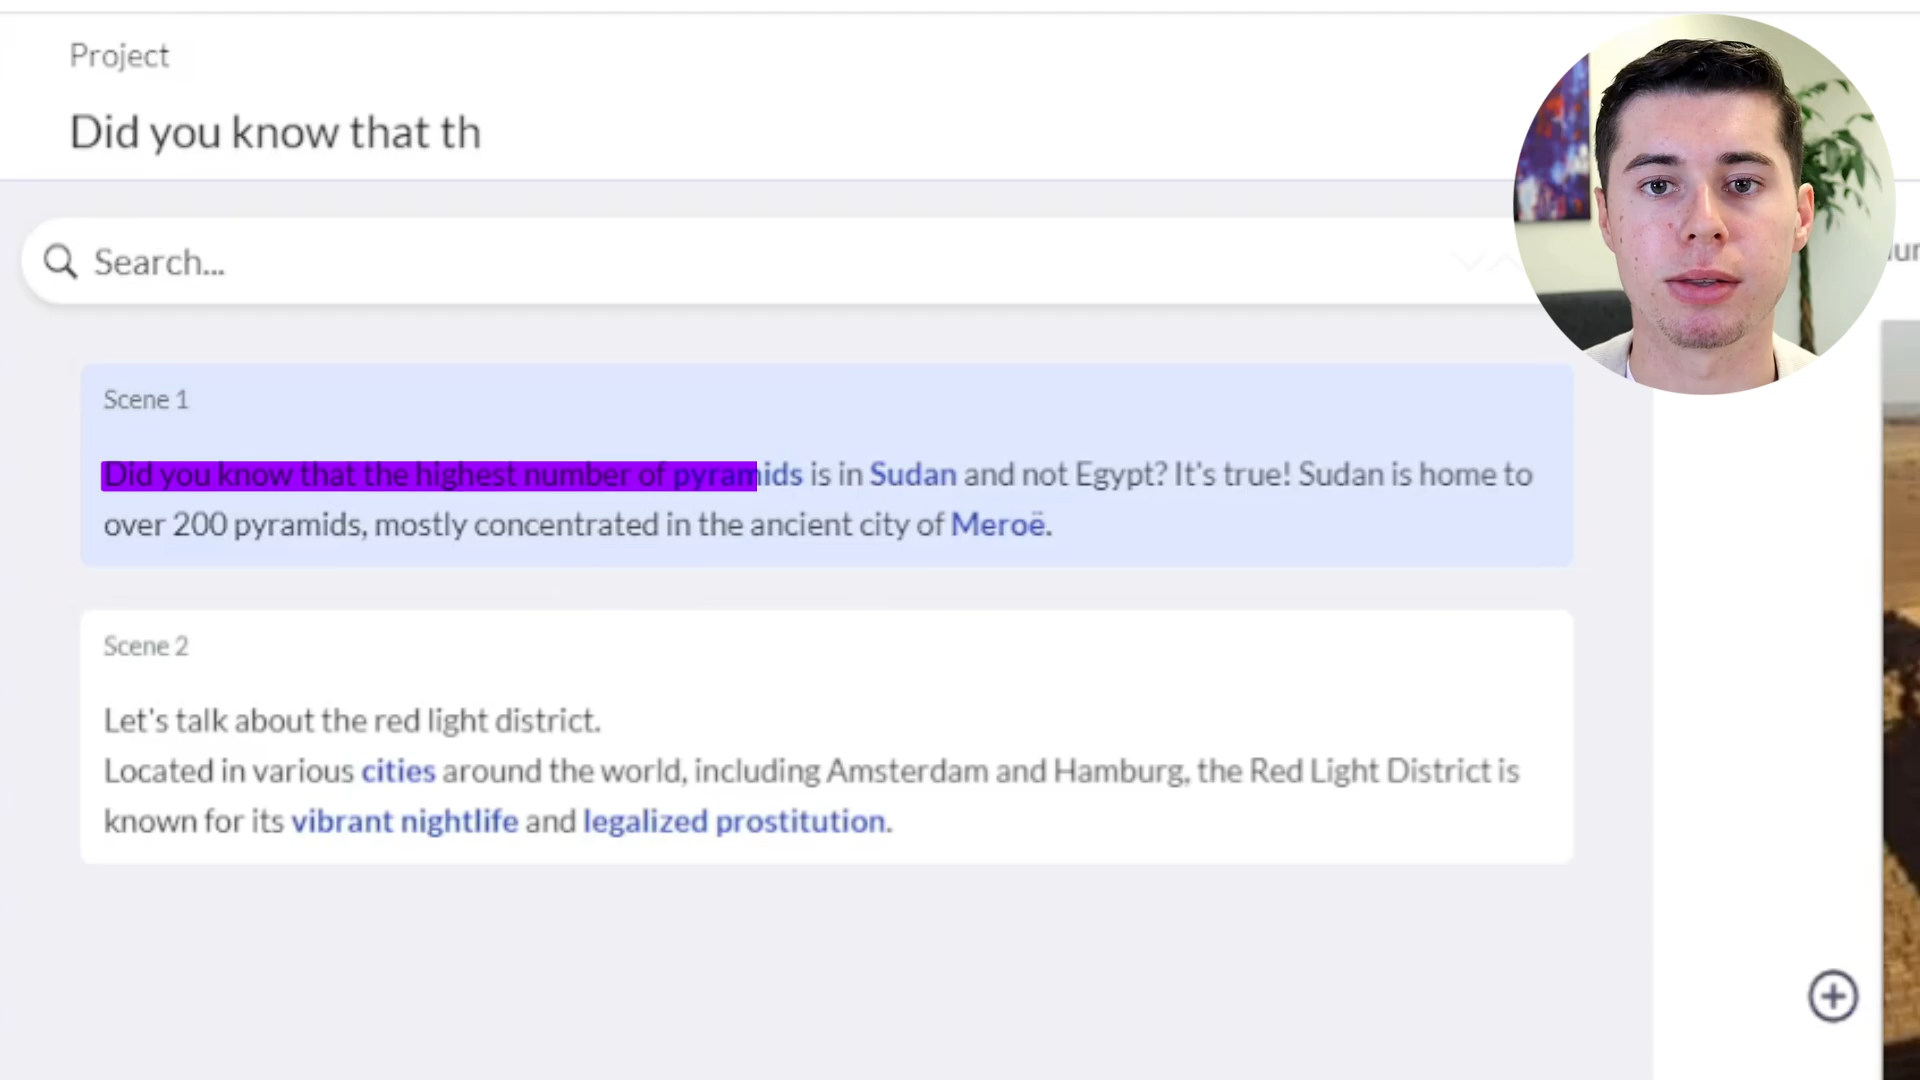 Project
Did you know that th
Search...
Scene 1
Did you know that the highest number of pyramids is in Sudan and not Egypt? It's true! Sudan is home to
over 200 pyramids, mostly concentrated in the ancient city of Meroë.
Scene 2
Let's talk about the red light district.
Located in various cities around the world, including Amsterdam and Hamburg, the Red Light District is
known for its vibrant nightlife and legalized prostitution.